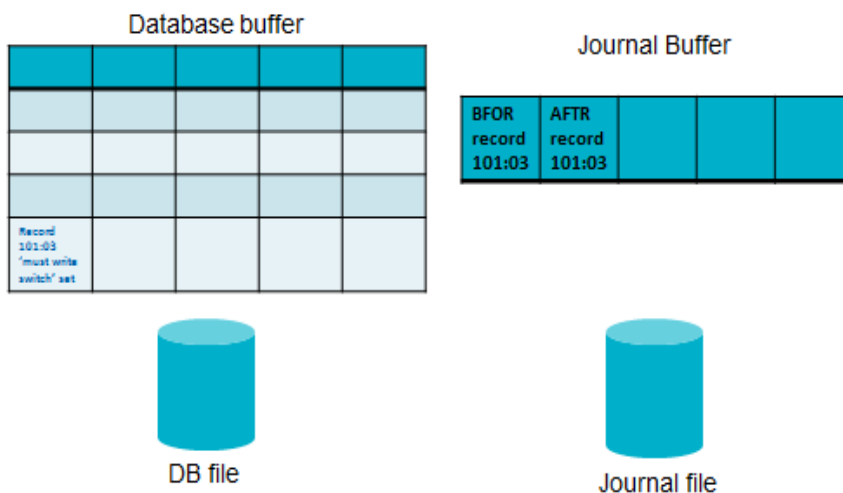 Database buffer
Journal Buffer
BFOR
record
101:03
AFTR
record
101:03
Record
101:03
'must write
switch' set
DB file
Journal file